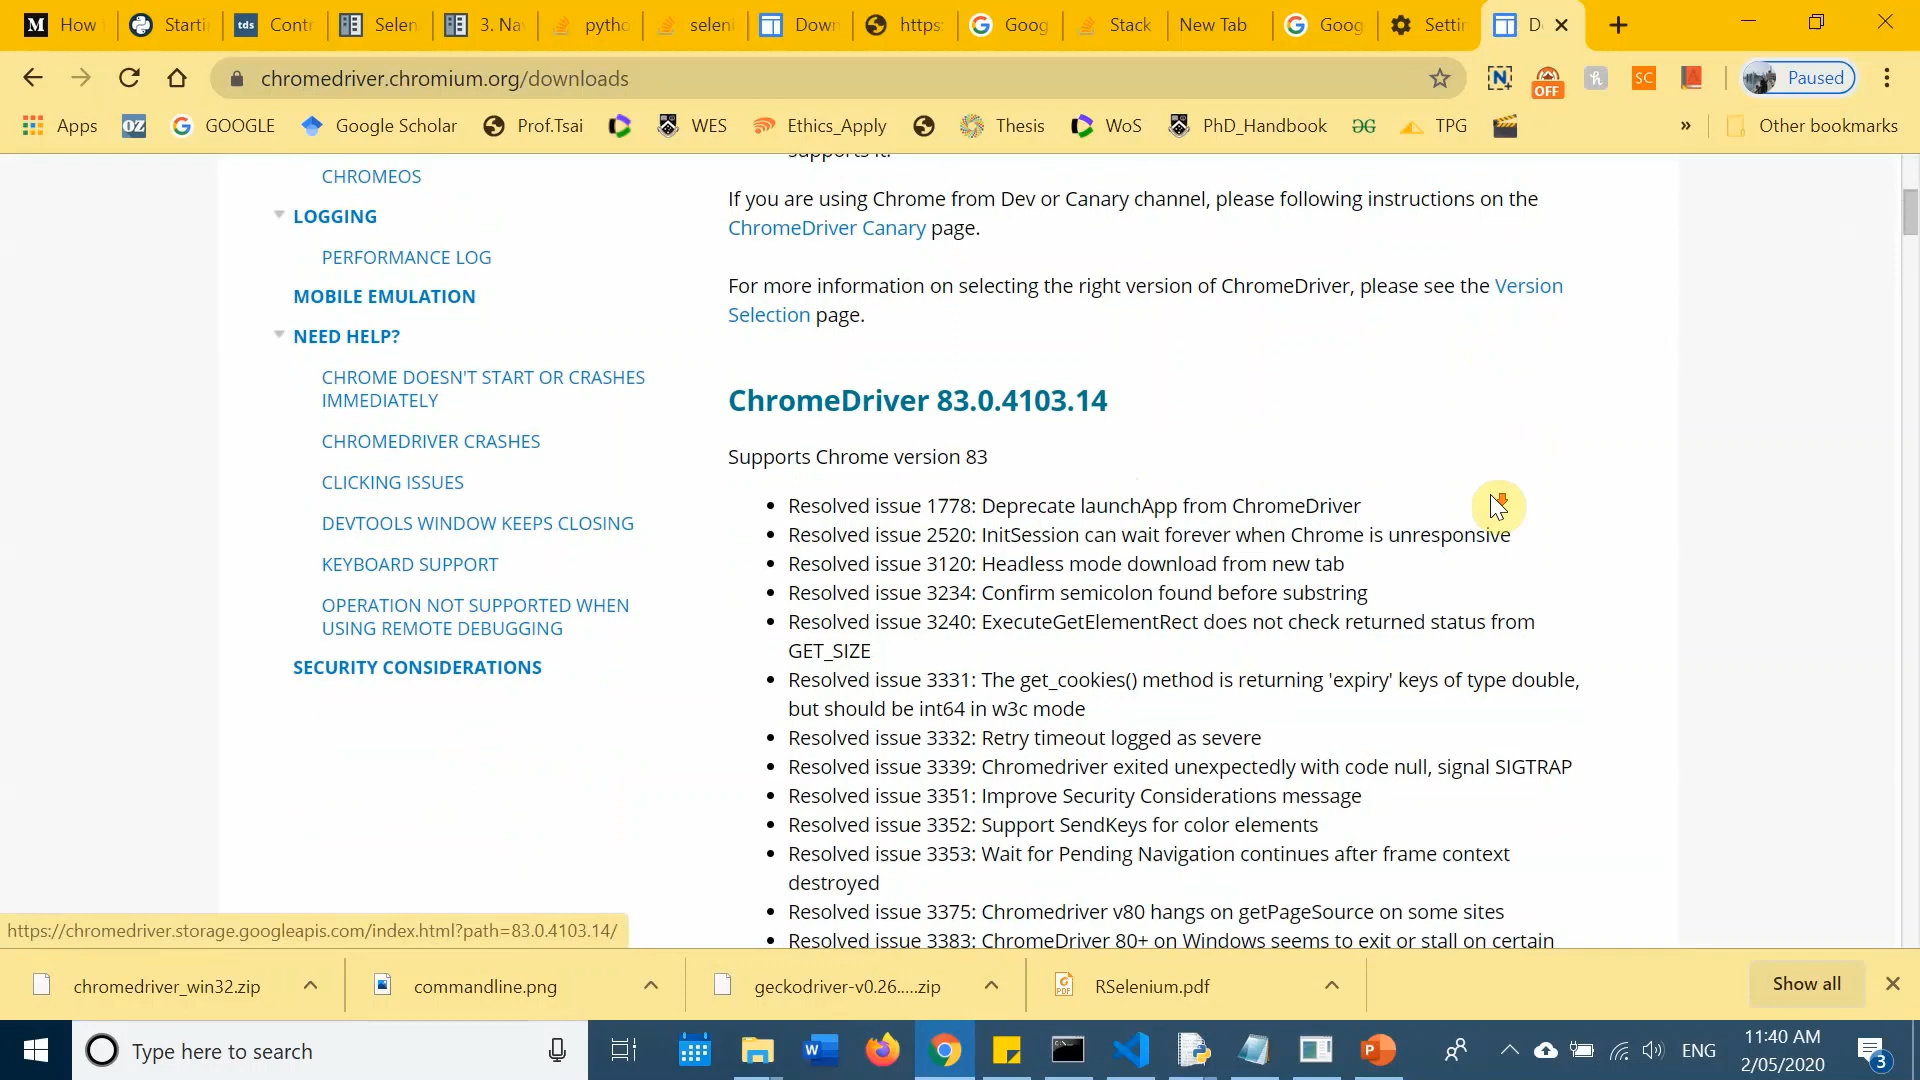 How
Starti
tds Contr
Selen
3. Na
pytho
seleni
Down
https:
Goog
Stack
New Tab
Goog
Settin
D
chromedriver.chromium.org/downloads
OFF
SC
Paused
Apps
OZ
GOOGLE
Google Scholar
Prof.Tsai
WES
Ethics_Apply
Thesis
WoS
PhD_Handbook
TPG
»
Other bookmarks
CHROMEOS
LOGGING
PERFORMANCE LOG
MOBILE EMULATION
NEED HELP?
CHROME DOESN'T START OR CRASHES
IMMEDIATELY
CHROMEDRIVER CRASHES
CLICKING ISSUES
DEVTOOLS WINDOW KEEPS CLOSING
KEYBOARD SUPPORT
OPERATION NOT SUPPORTED WHEN
USING REMOTE DEBUGGING
SECURITY CONSIDERATIONS
supports it.
If you are using Chrome from Dev or Canary channel, please following instructions on the
ChromeDriver Canary page.
For more information on selecting the right version of ChromeDriver, please see the Version
Selection page.
ChromeDriver 83.0.4103.14
Supports Chrome version 83
• Resolved issue 1778: Deprecate launchApp from ChromeDriver
• Resolved issue 2520: InitSession can wait forever when Chrome is unresponsive
• Resolved issue 3120: Headless mode download from new tab
• Resolved issue 3234: Confirm semicolon found before substring
• Resolved issue 3240: ExecuteGetElementRect does not check returned status from
GET_SIZE
• Resolved issue 3331: The get_cookies() method is returning 'expiry' keys of type double,
but should be int64 in w3c mode
• Resolved issue 3332: Retry timeout logged as severe
• Resolved issue 3339: Chromedriver exited unexpectedly with code null, signal SIGTRAP
• Resolved issue 3351: Improve Security Considerations message
• Resolved issue 3352: Support SendKeys for color elements
• Resolved issue 3353: Wait for Pending Navigation continues after frame context
destroyed
• Resolved issue 3375: Chromedriver v80 hangs on getPageSource on some sites
• Resolved issue 3383: ChromeDriver 80+ on Windows seems to exit or stall on certain
https://chromedriver.storage.googleapis.com/index.html?path=83.0.4103.14/
chromedriver_win32.zip
commandline.png
geckodriver-v0.26.....zip
RSelenium.pdf
Show all
Type here to search
ENG
11:40 AM
2/05/2020
3